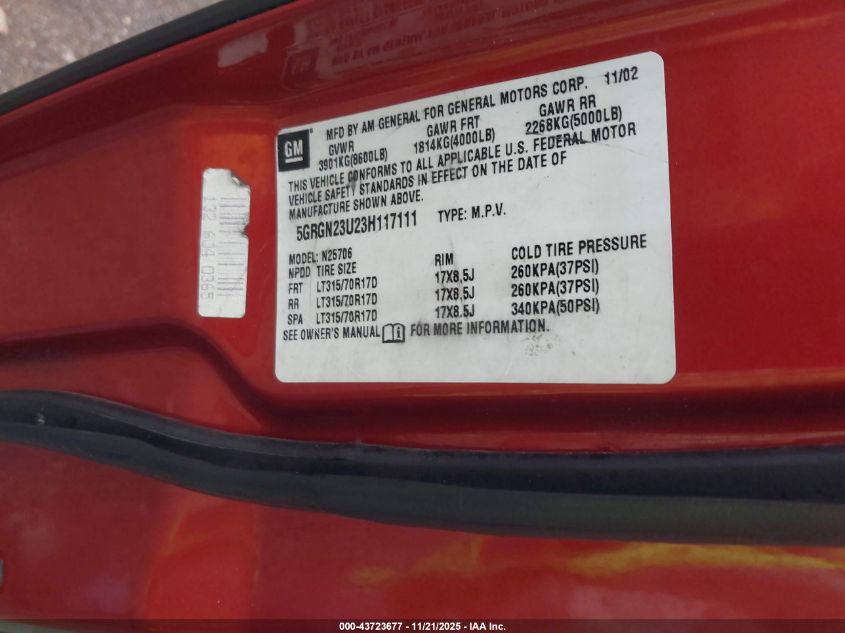 MFD BY AM GENERAL FOR GENERAL MOTORS CORP. 11/02
GM
GVWR GAWR FRT GAWR RR
3901KG(8600LB) 1814KG(4000LB) 2268KG(5000LB)
THIS VEHICLE CONFORMS TO ALL APPLICABLE U.S. FEDERAL MOTOR
VEHICLE SAFETY STANDARDS IN EFFECT ON THE DATE OF
MANUFACTURE SHOWN ABOVE.
5GRGN23U23H117111 TYPE: M.P.V.
MODEL: N25706
NPDD TIRE SIZE RIM COLD TIRE PRESSURE
FRT LT315/70R17D 17X8.5J 260KPA(37PSI)
RR LT315/70R17D 17X8.5J 260KPA(37PSI)
SPA LT315/70R17D 17X8.5J 340KPA(50PSI)
SEE OWNER'S MANUAL FOR MORE INFORMATION.
132 604 0365
000-43723677 - 11/21/2025 - IAA Inc.